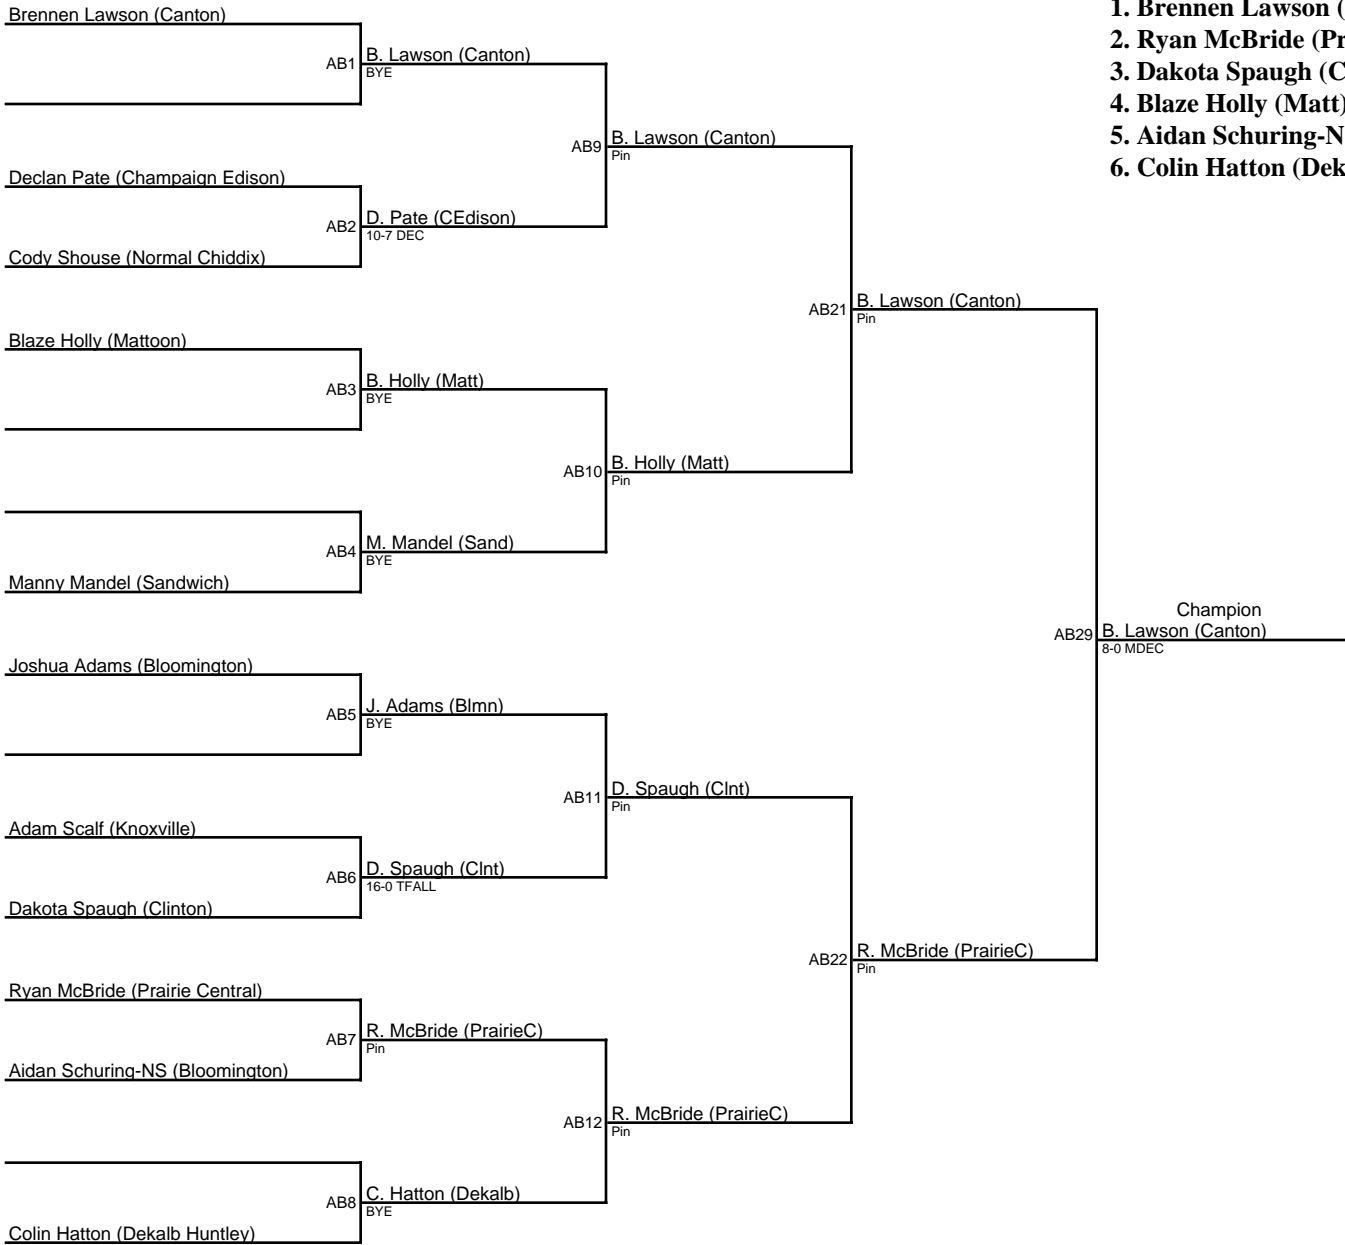 Brennen Lawson (Canton)
AB1
B. Lawson (Canton)
BYE
Declan Pate (Champaign Edison)
Cody Shouse (Normal Chiddix)
AB2
D. Pate (CEdison)
10-7 DEC
AB9
B. Lawson (Canton)
Pin
Blaze Holly (Mattoon)
AB3
B. Holly (Matt)
BYE
AB4
M. Mandel (Sand)
BYE
Manny Mandel (Sandwich)
AB10
B. Holly (Matt)
Pin
AB21
B. Lawson (Canton)
Pin
Joshua Adams (Bloomington)
AB5
J. Adams (Blmn)
BYE
Adam Scalf (Knoxville)
Dakota Spaugh (Clinton)
AB6
D. Spaugh (Clnt)
16-0 TFALL
AB11
D. Spaugh (Clnt)
Pin
Ryan McBride (Prairie Central)
Aidan Schuring-NS (Bloomington)
AB7
R. McBride (PrairieC)
Pin
AB8
C. Hatton (Dekalb)
BYE
Colin Hatton (Dekalb Huntley)
AB12
R. McBride (PrairieC)
Pin
AB22
R. McBride (PrairieC)
Pin
Champion
AB29
B. Lawson (Canton)
8-0 MDEC
1. Brennen Lawson (
2. Ryan McBride (Pr
3. Dakota Spaugh (C
4. Blaze Holly (Matt)
5. Aidan Schuring-N
6. Colin Hatton (Dek